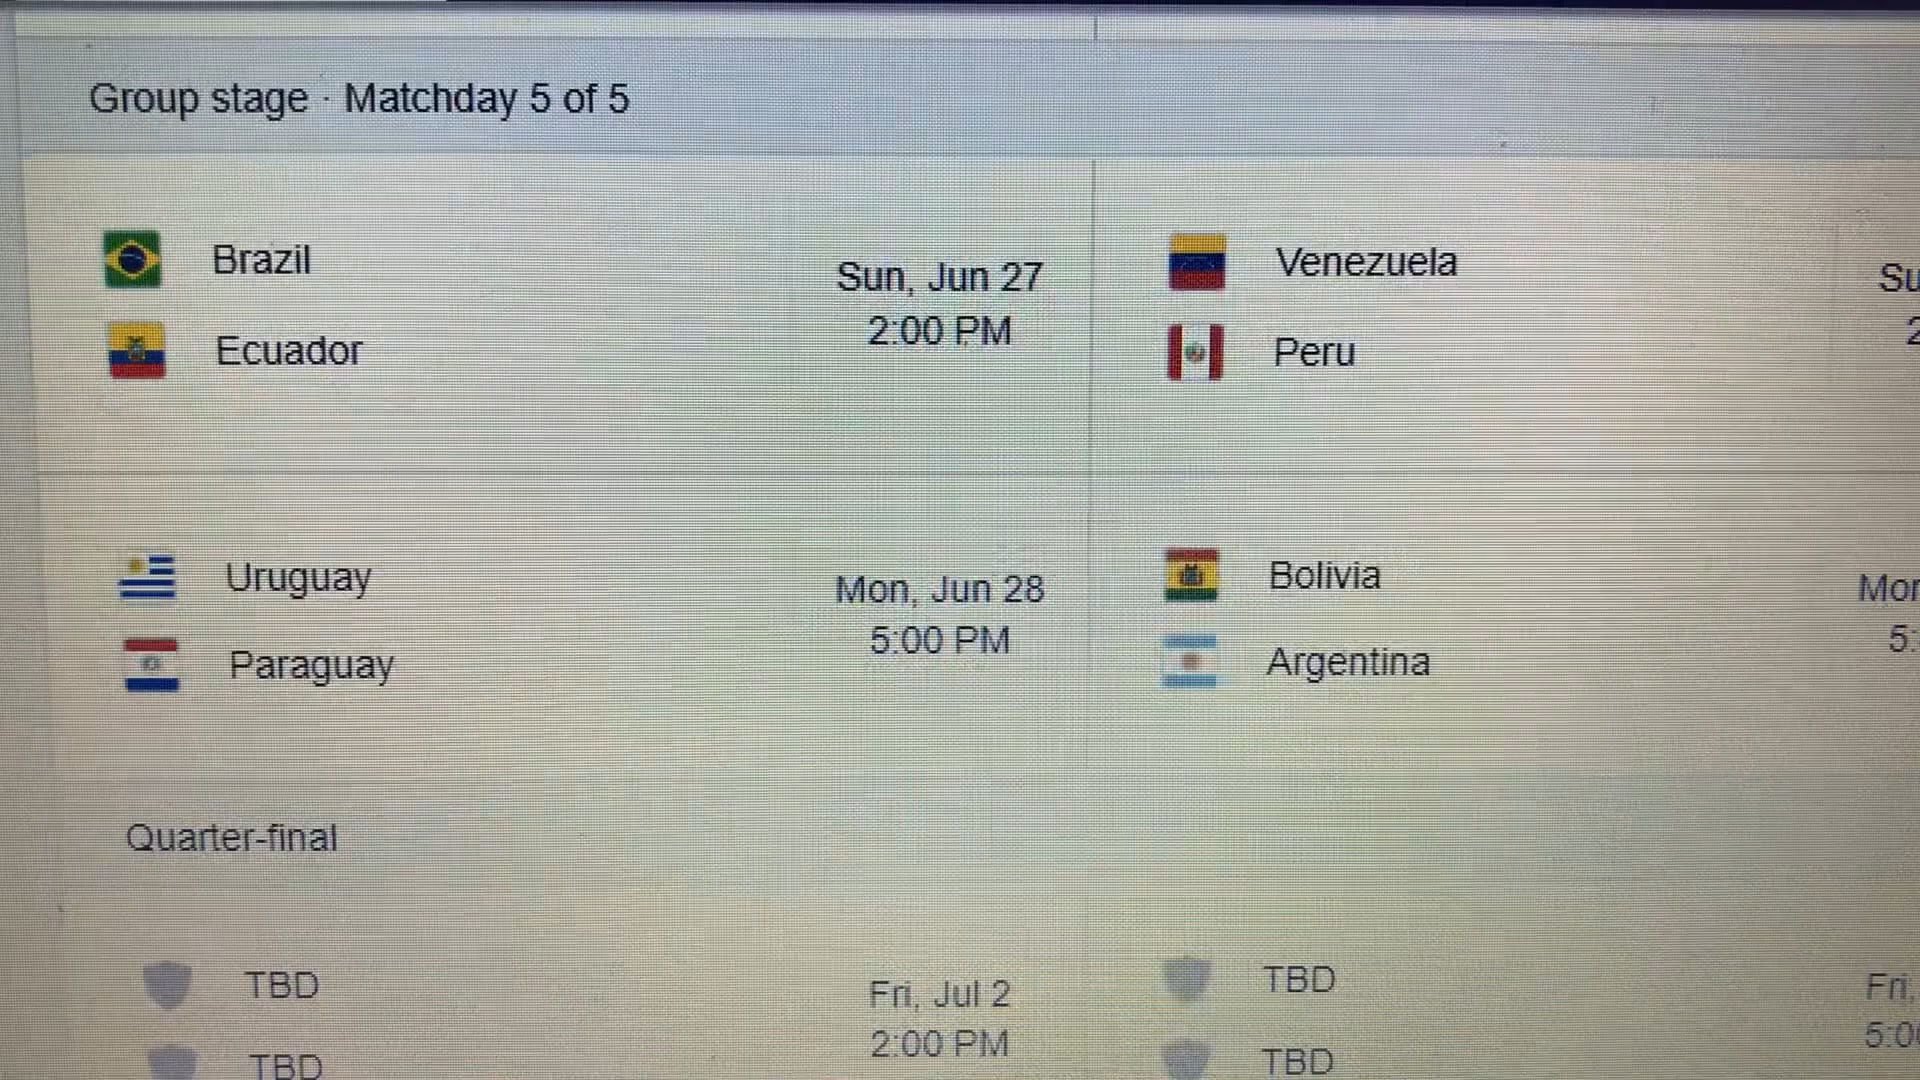 Group stage · Matchday 5 of 5
Brazil
Ecuador
Sun, Jun 27
2:00 PM
Venezuela
Peru
Uruguay
Paraguay
Mon, Jun 28
5:00 PM
Bolivia
Argentina
Quarter-final
TBD
TBD
Fri, Jul 2
2:00 PM
TBD
TBD
Fri,